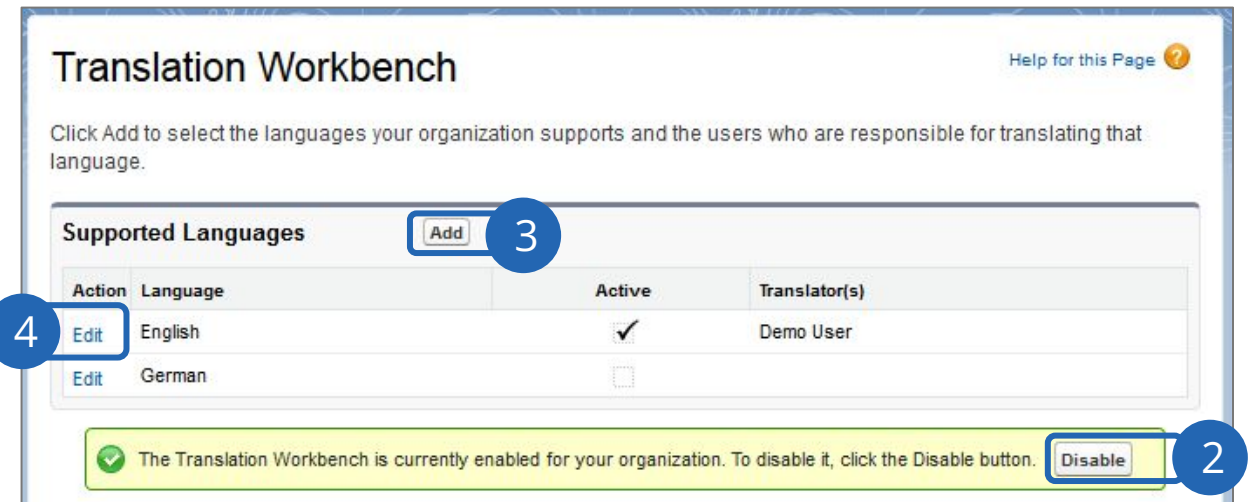 Translation Workbench
Help for this Page ?
Click Add to select the languages your organization supports and the users who are responsible for translating that
language.
Supported Languages Add 3
Action Language Active Translator(s)
4 Edit English Demo User
Edit German
The Translation Workbench is currently enabled for your organization. To disable it, click the Disable button. Disable 2